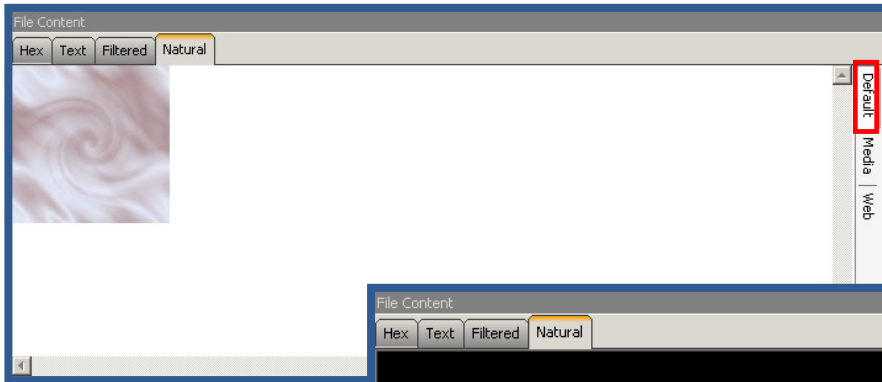 File Content
Hex Text Filtered Natural
Default
Media
Web
File Content
Hex Text Filtered Natural